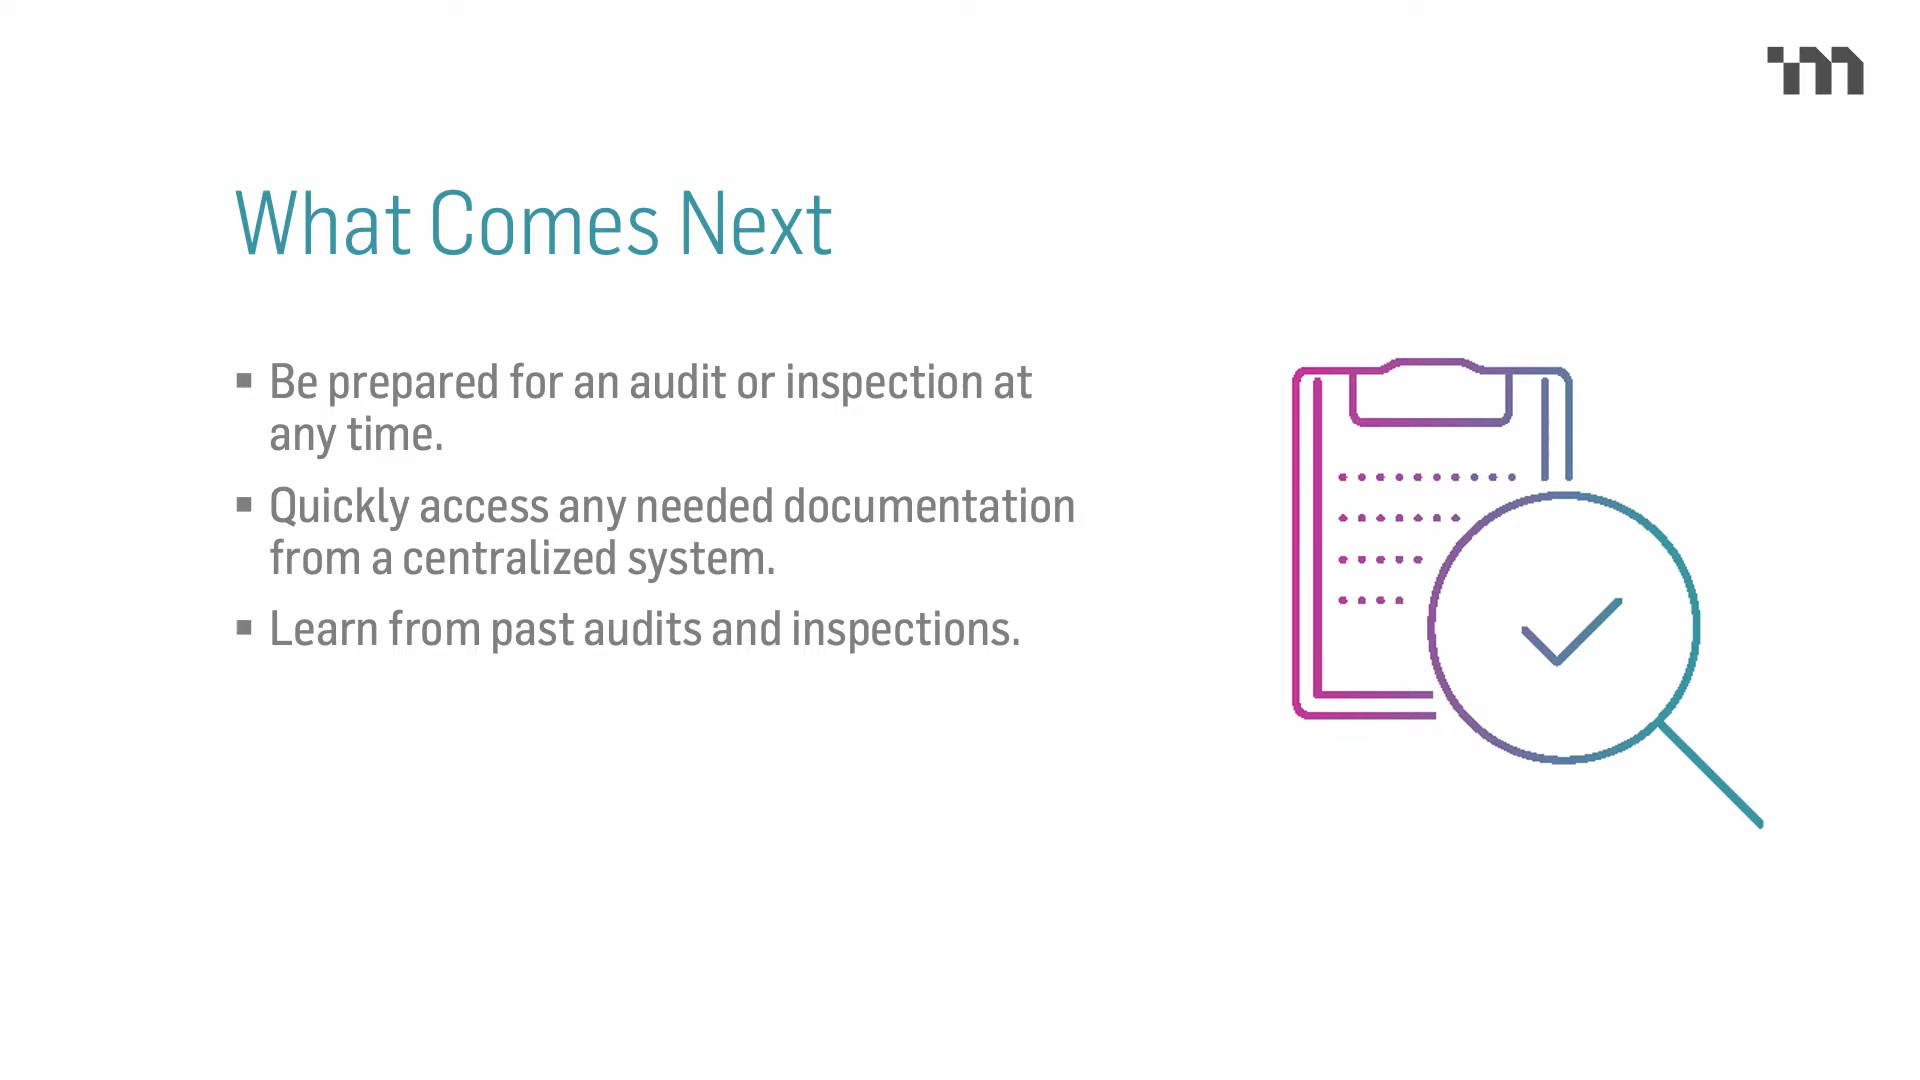 What Comes Next
▪ Be prepared for an audit or inspection at
any time.
▪ Quickly access any needed documentation
from a centralized system.
▪ Learn from past audits and inspections.